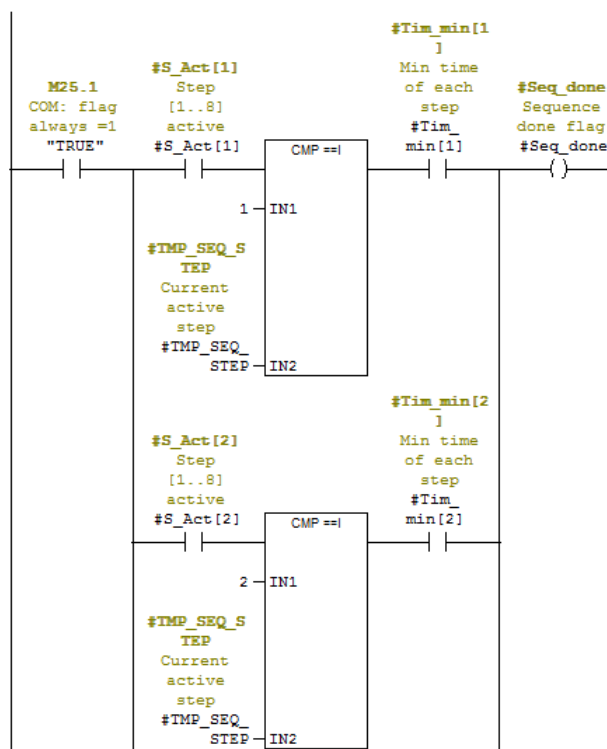 #Tim_min[1
]
Min time
of each
step
#Tim_
min[1]
#S_Act[1]
Step
[1..8]
active
#S_Act[1]
M25.1
COM: flag
always =1
"TRUE"
#Seq_done
Sequence
done flag
#Seq_done
CMP ==I
1
IN1
#TMP_SEQ_S
TEP
Current
active
step
#TMP_SEQ_
STEP
IN2
#Tim_min[2
]
Min time
of each
step
#Tim_
min[2]
#S_Act[2]
Step
[1..8]
active
#S_Act[2]
CMP ==I
2
IN1
#TMP_SEQ_S
TEP
Current
active
step
#TMP_SEQ_
STEP
IN2